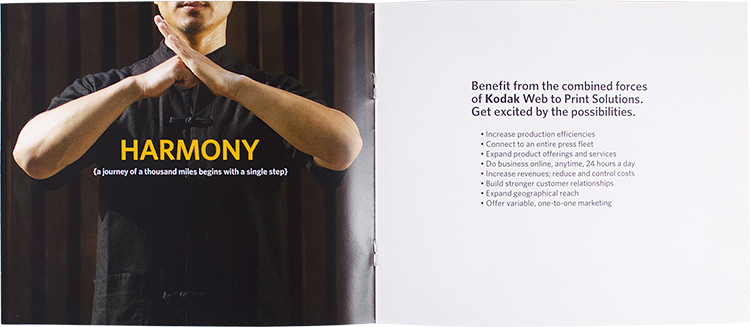 HARMONY
{a journey of a thousand miles begins with a single step}
Benefit from the combined forces
of Kodak Web to Print Solutions.
Get excited by the possibilities.
• Increase production efficiencies
• Connect to an entire press fleet
• Expand product offerings and services
• Do business online, anytime, 24 hours a day
• Increase revenues; reduce and control costs
• Build stronger customer relationships
• Expand geographical reach
• Offer variable, one-to-one marketing